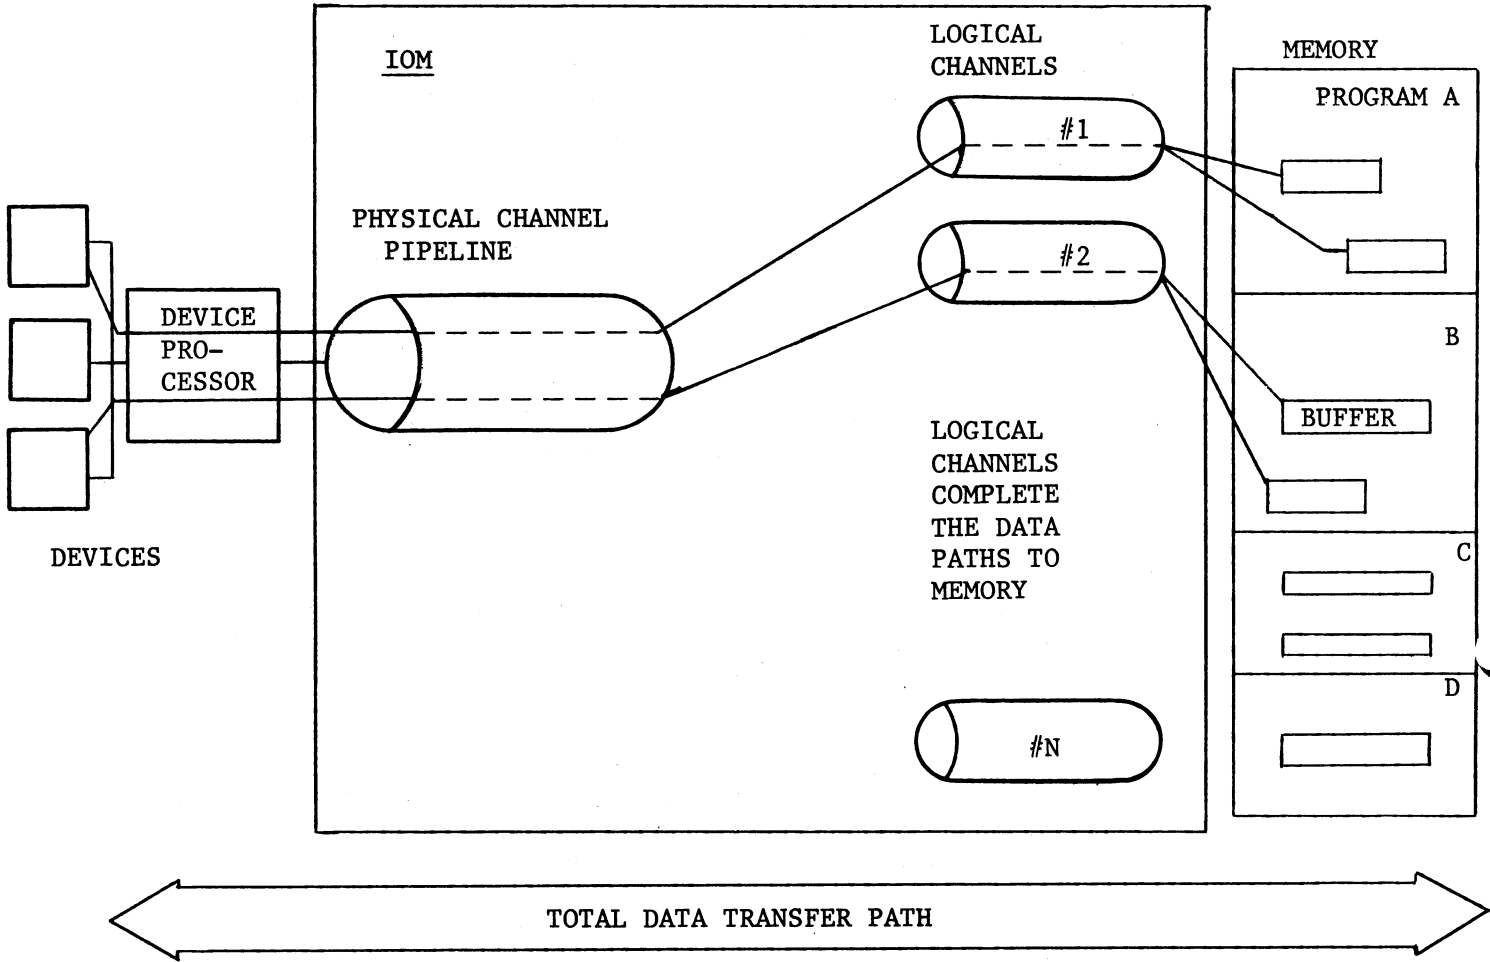 IOM
LOGICAL
CHANNELS
MEMORY
PROGRAM A
#1
PHYSICAL CHANNEL
PIPELINE
#2
DEVICE
PRO-
CESSOR
B
BUFFER
LOGICAL
CHANNELS
COMPLETE
THE DATA
PATHS TO
MEMORY
DEVICES
C
D
#N
TOTAL DATA TRANSFER PATH